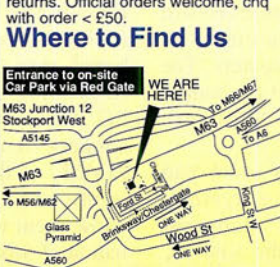 returns. Official orders welcome, chq
with order < £50.
Where to Find Us
Entrance to on-site
Car Park via Red Gate
WE ARE
HERE!
M63 Junction 12
Stockport West
To M66/M67
A5145
M63
A560
To A6
M63
To M56/M62
Ford St
Brinksway/Chestergate
ONE WAY
King St W
Glass
Pyramid
Wood St
ONE WAY
A560